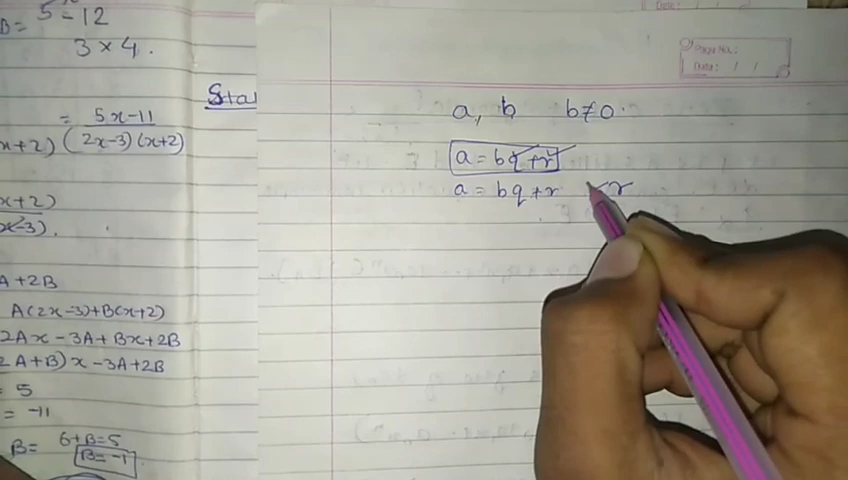 B = 5 - 12
3 × 4.
= 5x-11
x+2) (2x-3)(x+2)
x+2)
x-3).
A+2B
A(2x-3)+B(x+2)
2Ax - 3A + Bx + 2B
2A+B)x - 3A+2B
= 5
= -11
B = 6+B=5
B=-1
Page No.:
Date: / /
a, b b≠0.
a = bq+r
a = bq+r r